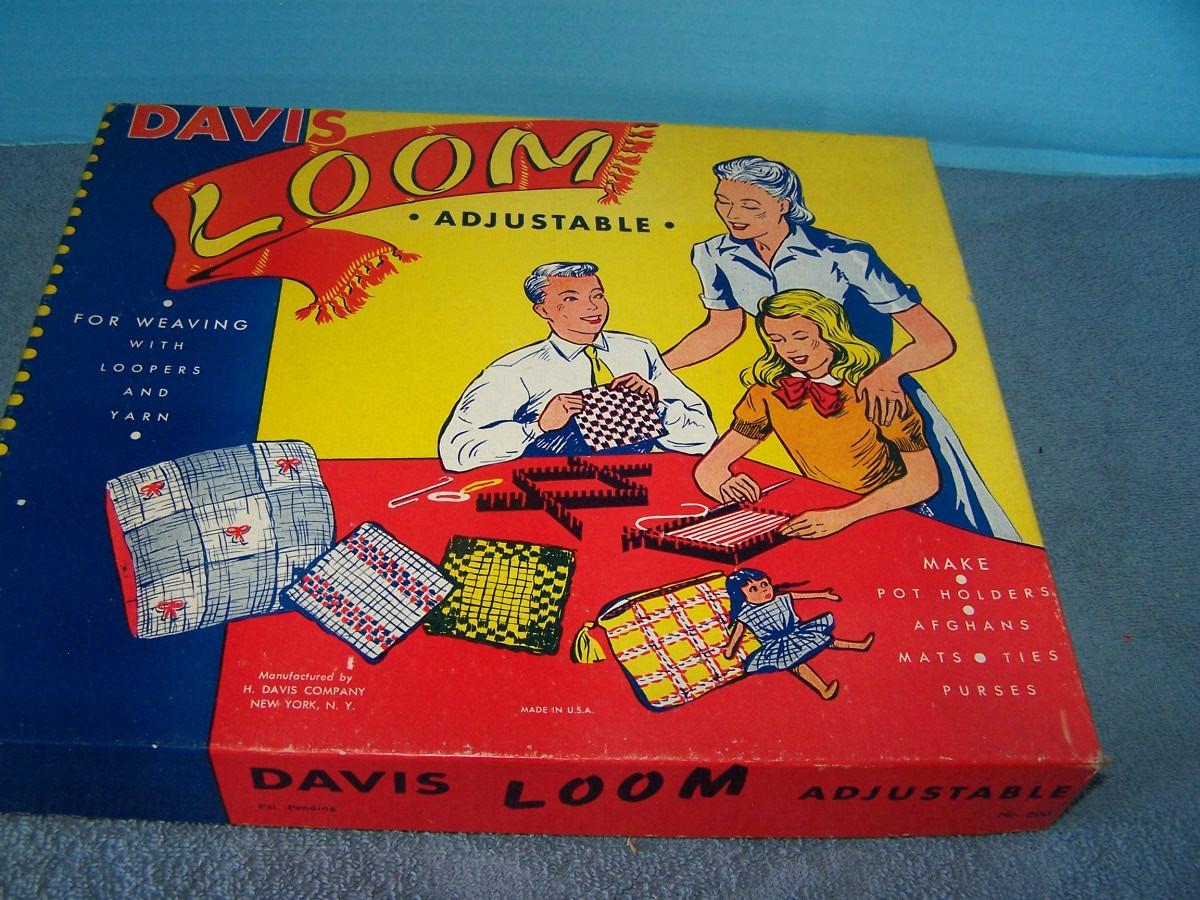 DAVIS
LOOM
• ADJUSTABLE •
FOR WEAVING
WITH
LOOPERS
AND
YARN
MAKE
POT HOLDERS
AFGHANS
MATS • TIES
PURSES
Manufactured by
H. DAVIS COMPANY
NEW YORK, N. Y.
MADE IN U.S.A.
DAVIS LOOM ADJUSTABLE
Pat. Pending No.